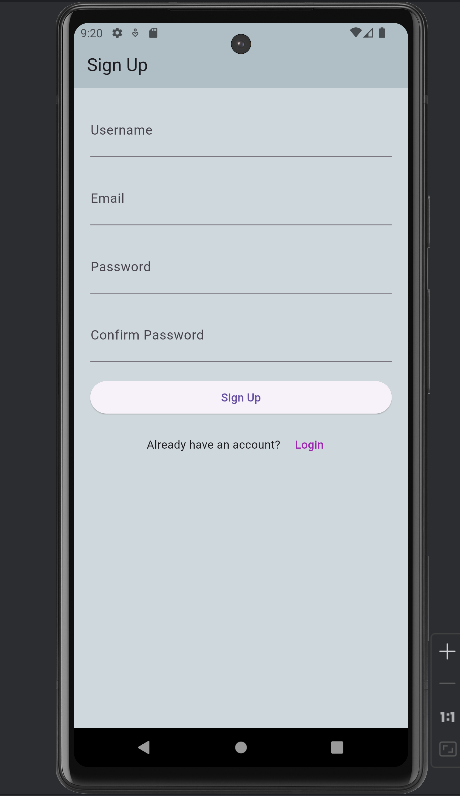 9:20
Sign Up
Username
Email
Password
Confirm Password
Sign Up
Already have an account? Login
1:1